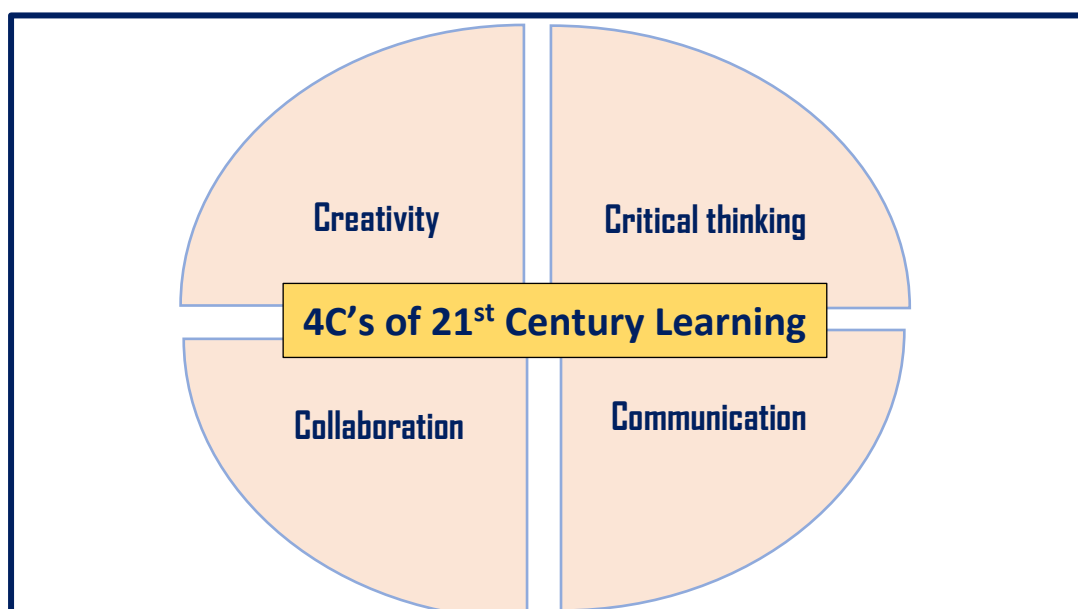 Creativity
Critical thinking
4C’s of 21st Century Learning
Collaboration
Communication